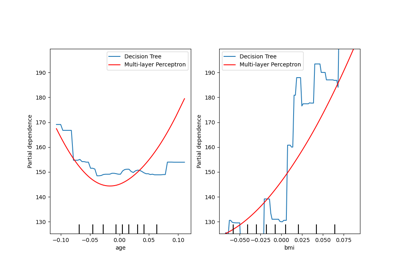 Decision Tree
Multi-layer Perceptron
Partial dependence
190
180
170
160
150
140
130
−0.10 −0.05 0.00 0.05 0.10
age
Decision Tree
Multi-layer Perceptron
Partial dependence
190
180
170
160
150
140
130
−0.050 −0.025 0.000 0.025 0.050 0.075
bmi